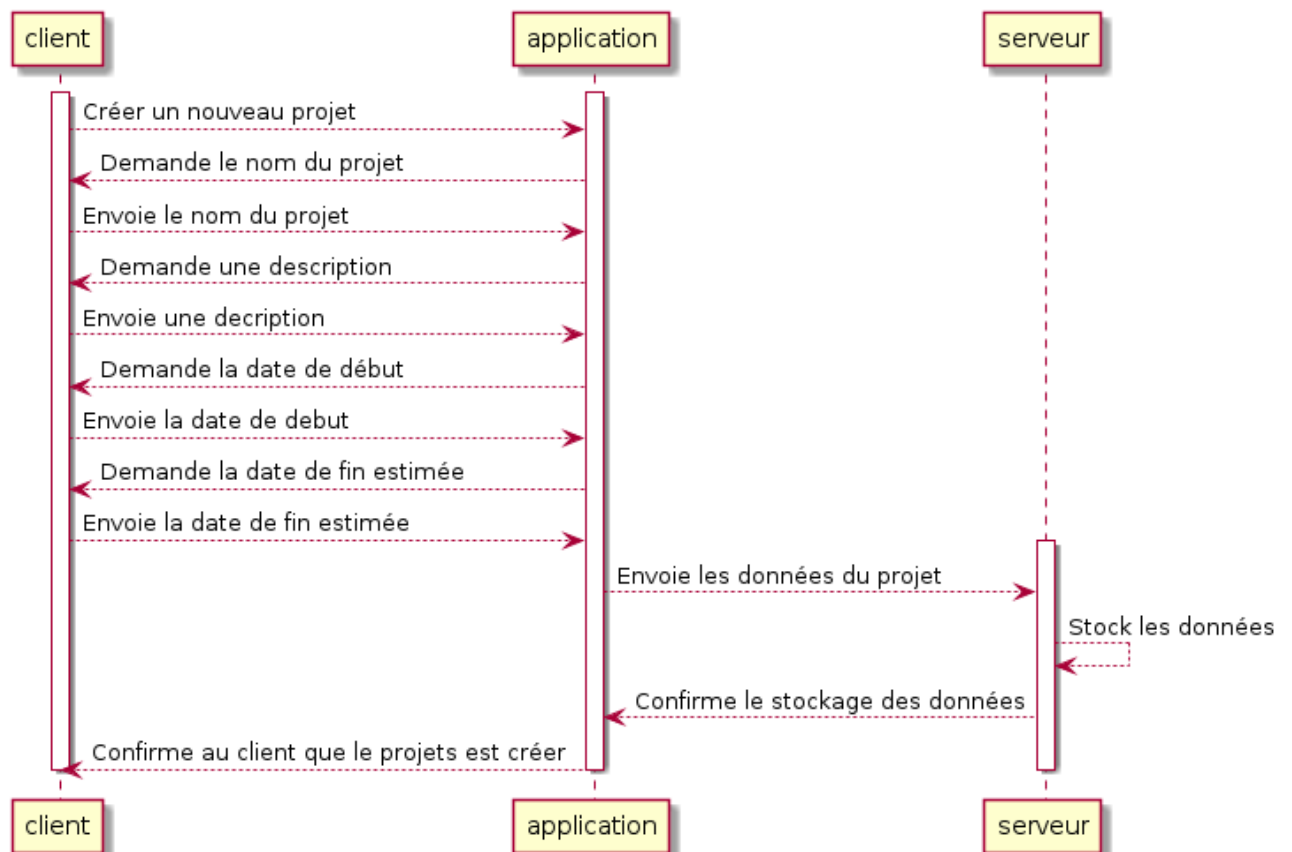 client
application
serveur
Créer un nouveau projet
Demande le nom du projet
Envoie le nom du projet
Demande une description
Envoie une decription
Demande la date de début
Envoie la date de debut
Demande la date de fin estimée
Envoie la date de fin estimée
Envoie les données du projet
Stock les données
Confirme le stockage des données
Confirme au client que le projets est créer
client
application
serveur